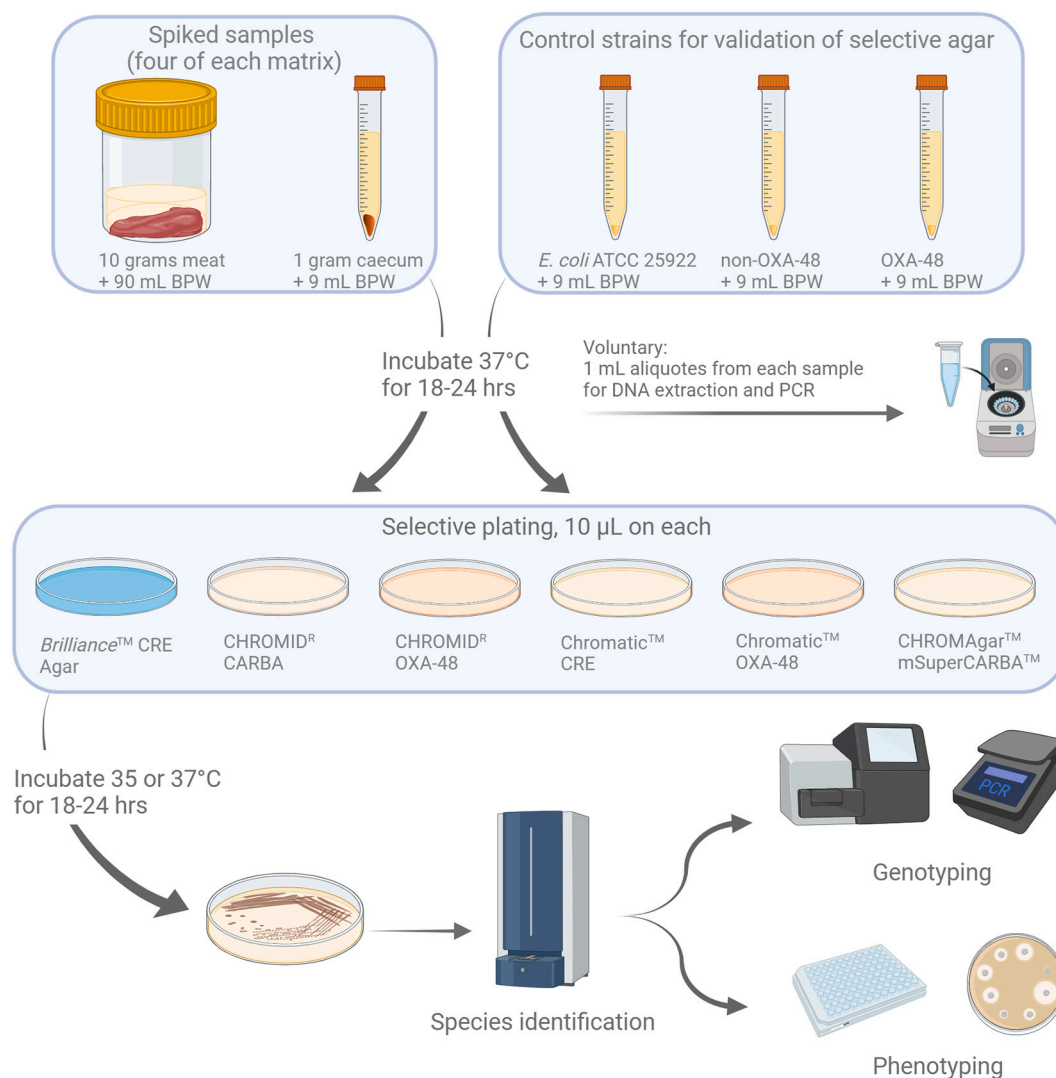 Spiked samples
(four of each matrix)
10 grams meat
+ 90 mL BPW
1 gram caecum
+ 9 mL BPW
Control strains for validation of selective agar
E. coli ATCC 25922
+ 9 mL BPW
non-OXA-48
+ 9 mL BPW
OXA-48
+ 9 mL BPW
Incubate 37°C
for 18-24 hrs
Voluntary:
1 mL aliquotes from each sample
for DNA extraction and PCR
Selective plating, 10 µL on each
Brilliance™ CRE
Agar
CHROMIDᴿ
CARBA
CHROMIDᴿ
OXA-48
Chromatic™
CRE
Chromatic™
OXA-48
CHROMAgar™
mSuperCARBA™
Incubate 35 or 37°C
for 18-24 hrs
Species identification
PCR
Genotyping
Phenotyping